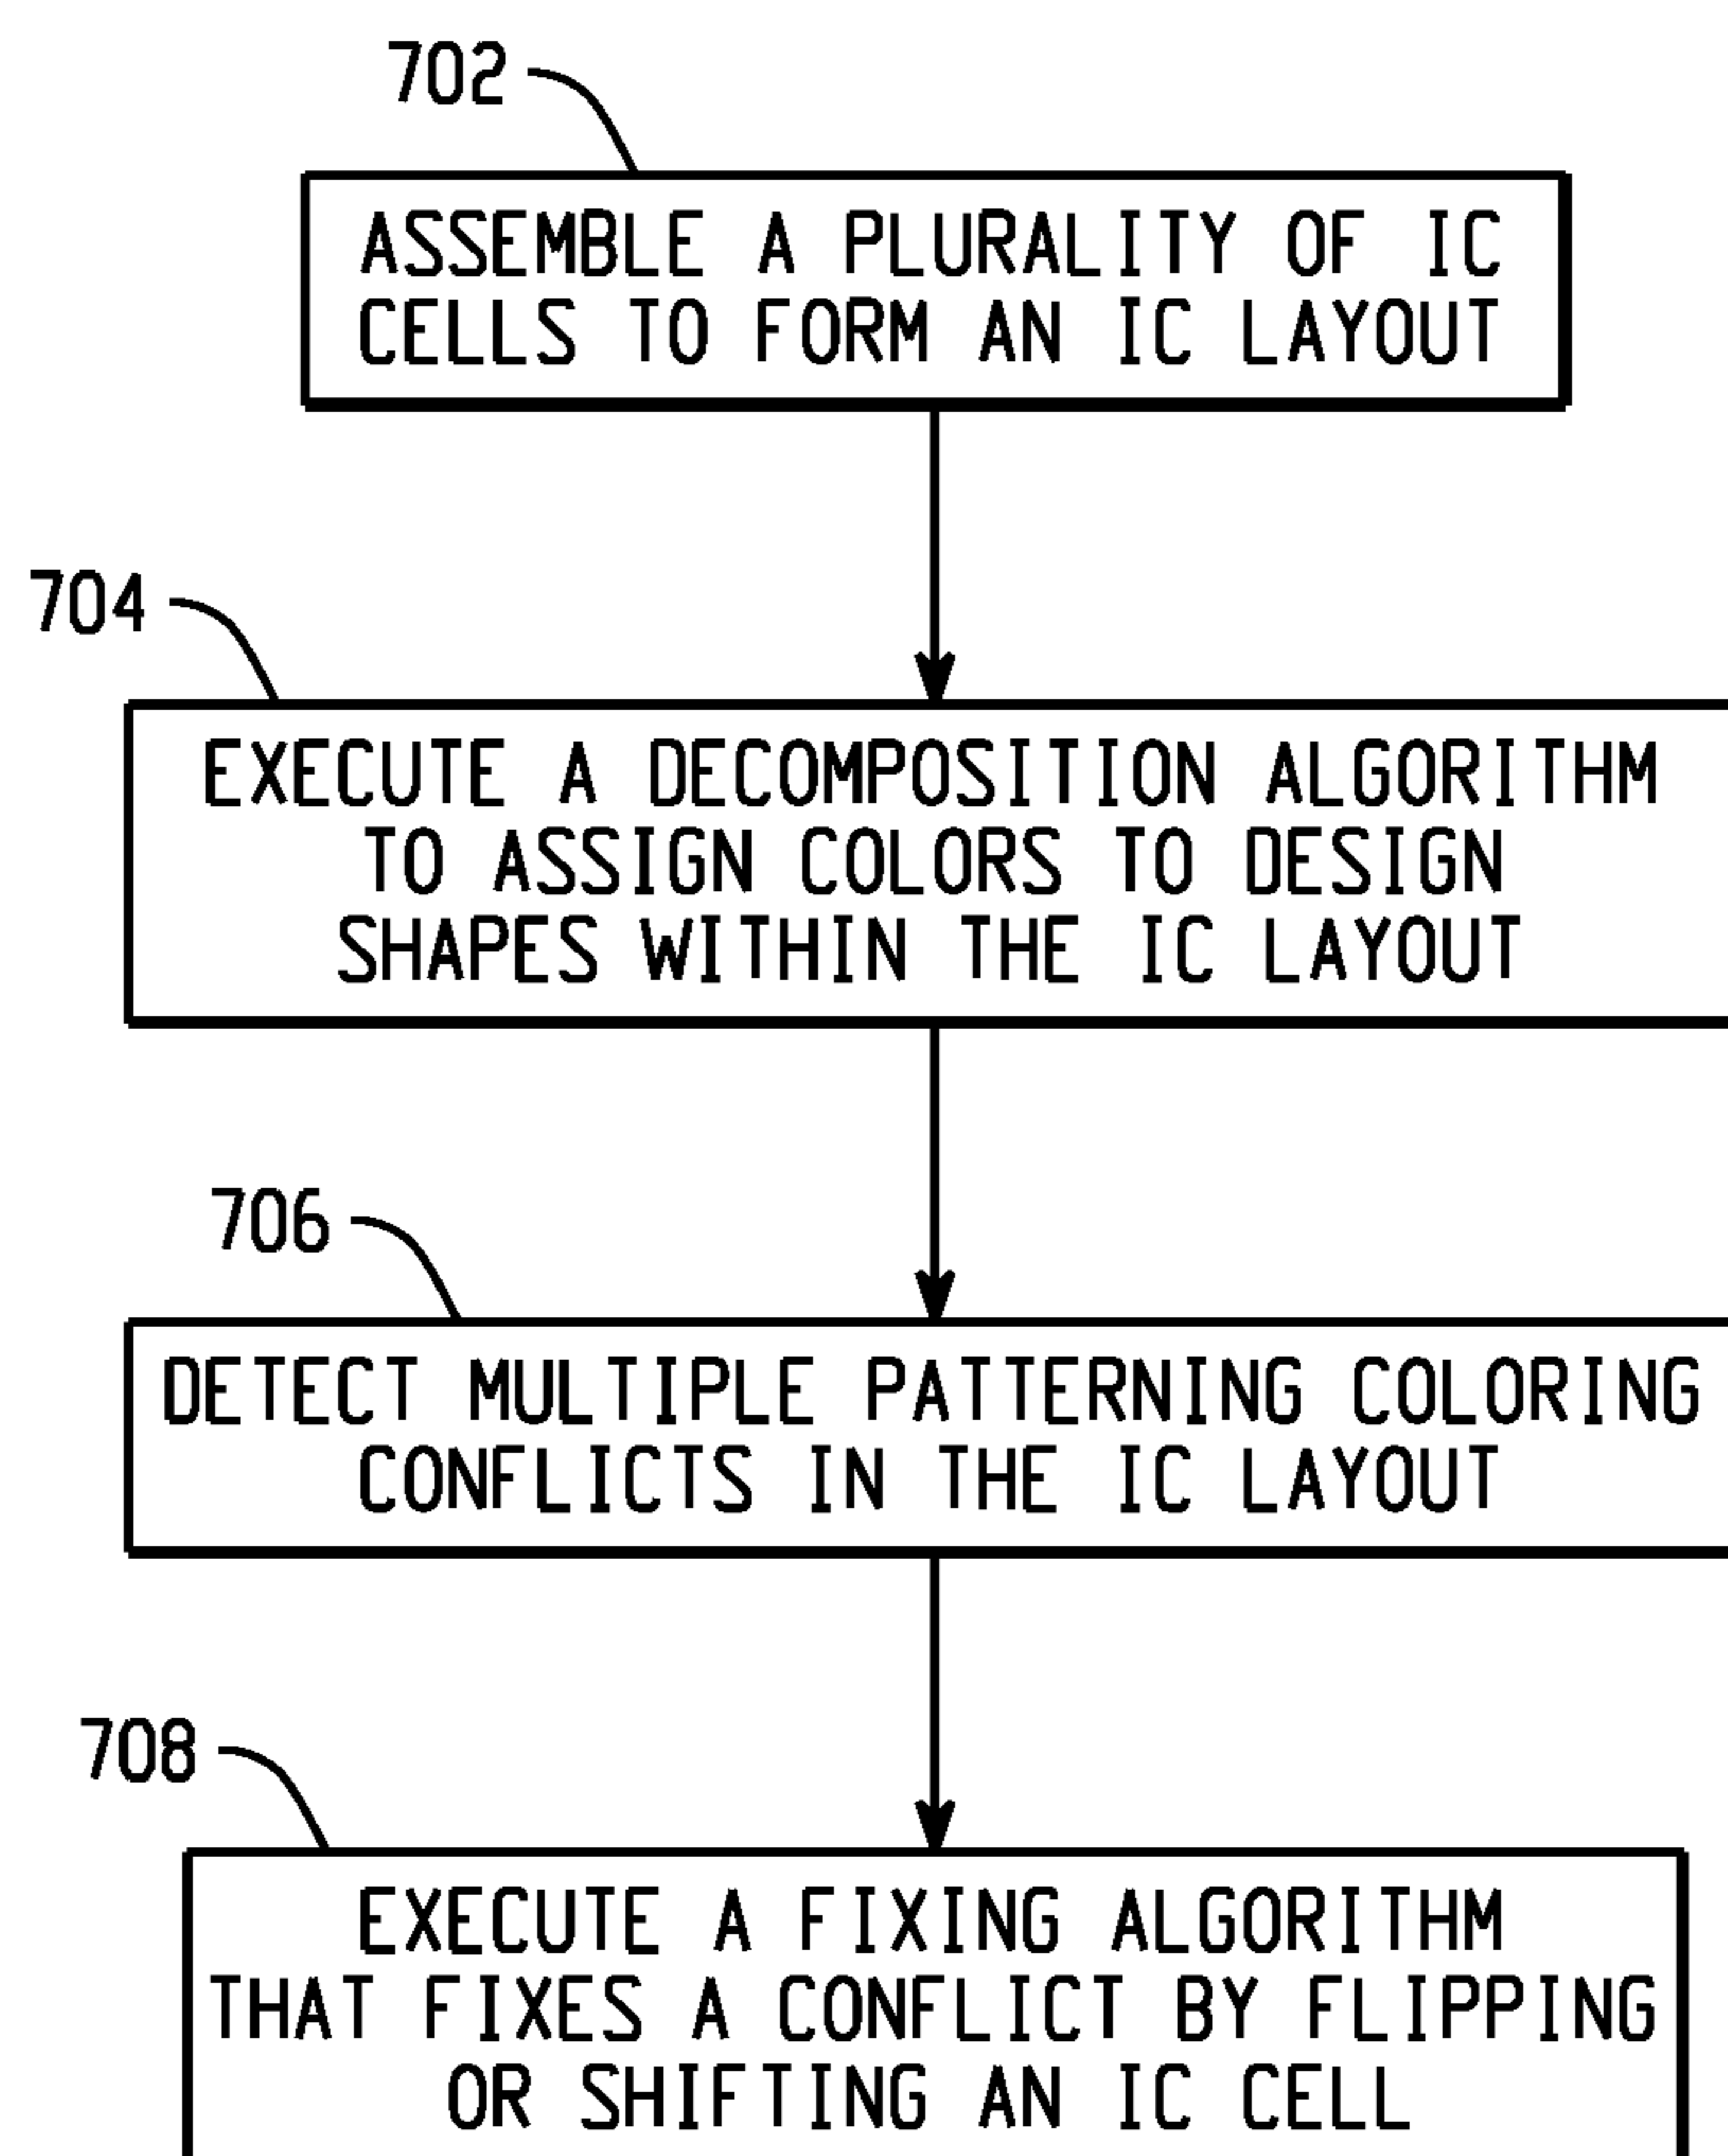 702
ASSEMBLE A PLURALITY OF IC
CELLS TO FORM AN IC LAYOUT
704
EXECUTE A DECOMPOSITION ALGORITHM
TO ASSIGN COLORS TO DESIGN
SHAPES WITHIN THE IC LAYOUT
706
DETECT MULTIPLE PATTERNING COLORING
CONFLICTS IN THE IC LAYOUT
708
EXECUTE A FIXING ALGORITHM
THAT FIXES A CONFLICT BY FLIPPING
OR SHIFTING AN IC CELL